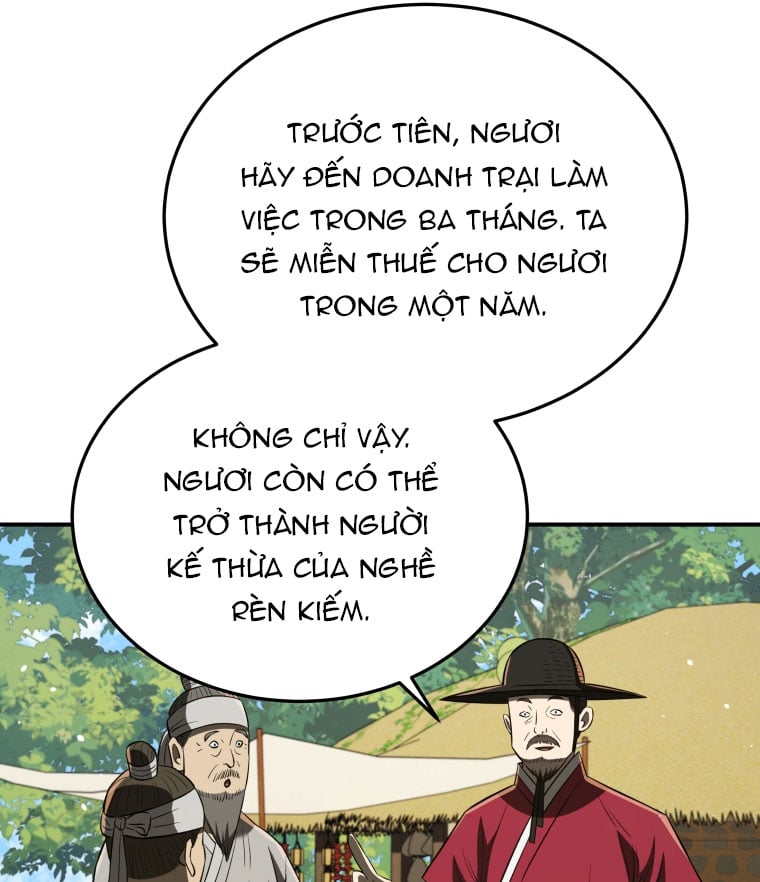 TRƯỚC TIÊN, NGƯƠI
HÃY ĐẾN DOANH TRẠI LÀM
VIỆC TRONG BA THÁNG. TA
SẼ MIỄN THUẾ CHO NGƯƠI
TRONG MỘT NĂM.
KHÔNG CHỈ VẬY.
NGƯƠI CÒN CÓ THỂ
TRỞ THÀNH NGƯỜI
KẾ THỪA CỦA NGHỀ
RÈN KIẾM.